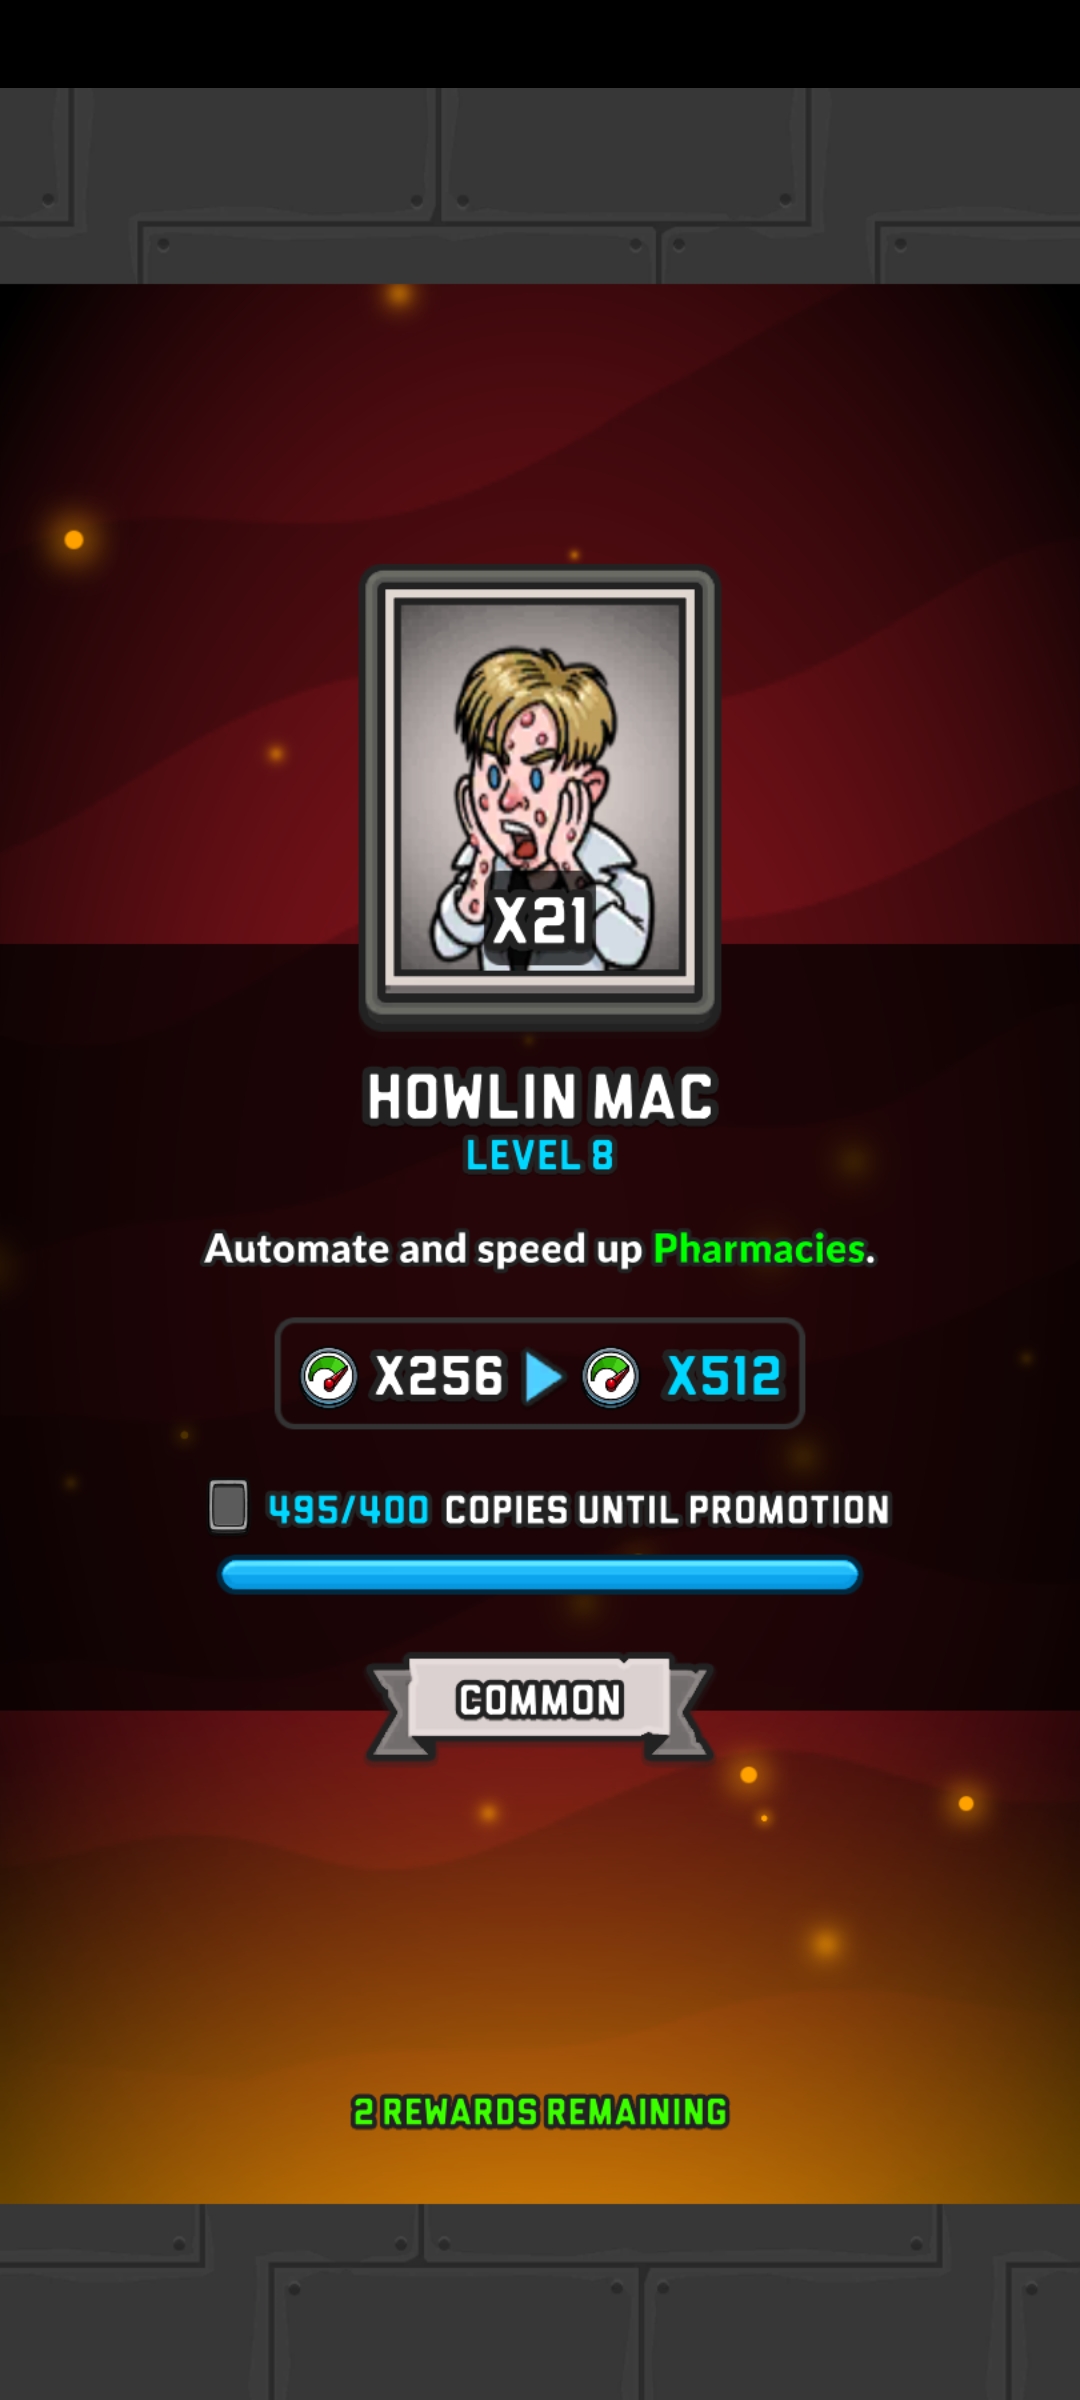 X21
HOWLIN MAC
LEVEL 8
Automate and speed up Pharmacies.
X256 X512
495/400 COPIES UNTIL PROMOTION
COMMON
2 REWARDS REMAINING